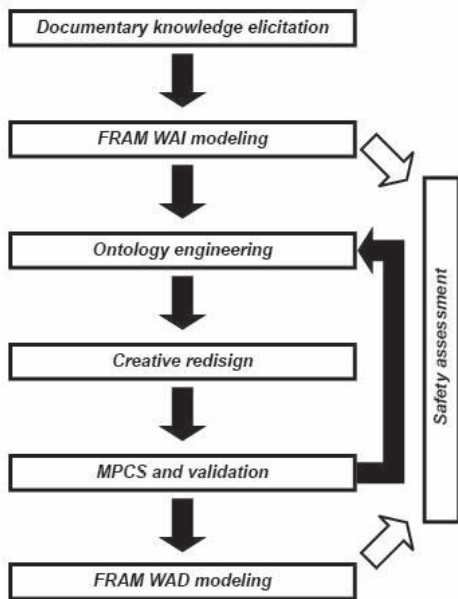 Documentary knowledge elicitation
FRAM WAI modeling
Ontology engineering
Creative redisign
MPCS and validation
FRAM WAD modeling
Safety assessment